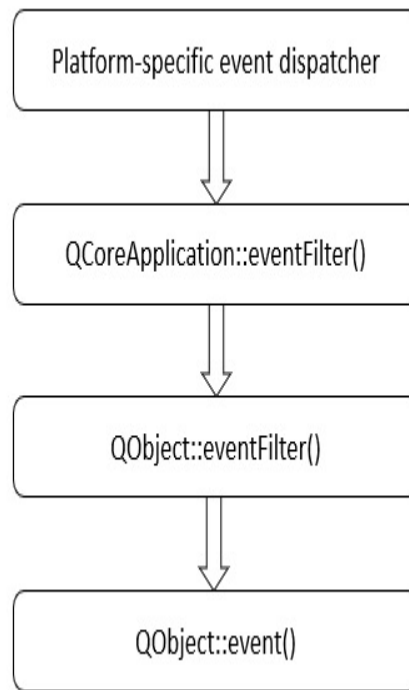 Platform-specific event dispatcher
QCoreApplication::eventFilter()
QObject::eventFilter()
QObject::event()